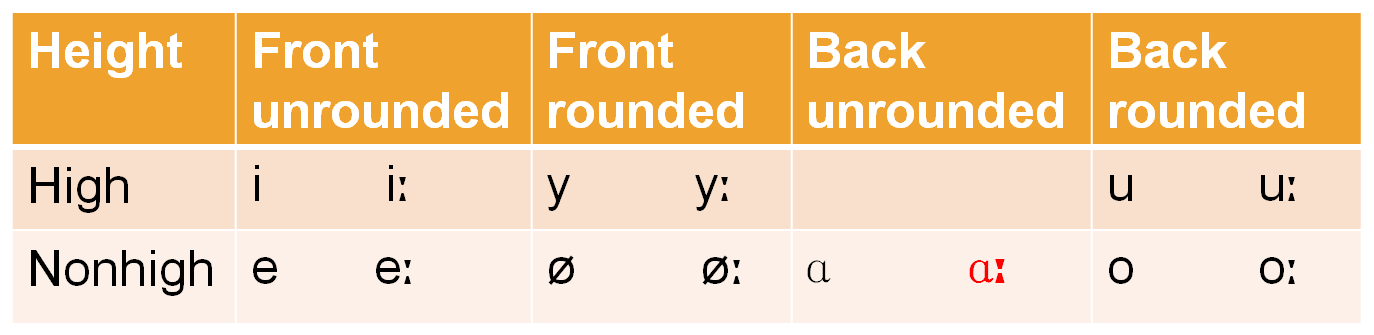 Height Front unrounded Front rounded Back unrounded Back rounded
High i iː y yː u uː
Nonhigh e eː ø øː ɑ ɑː o oː